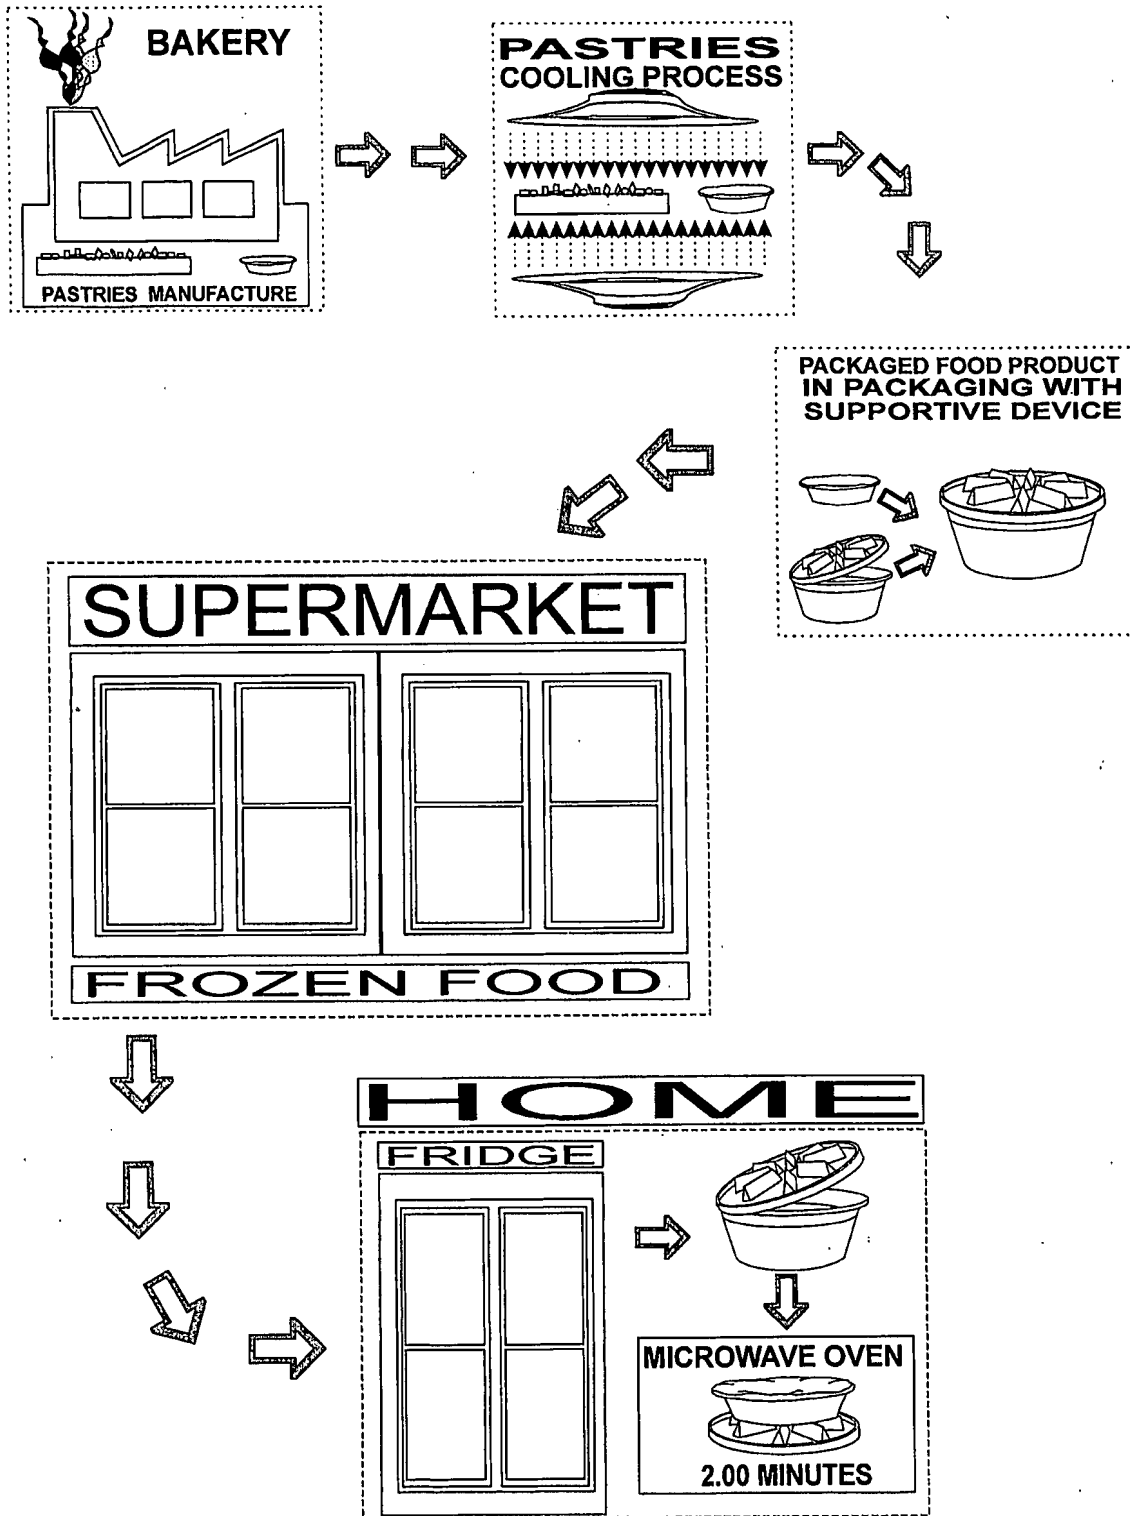 BAKERY
PASTRIES MANUFACTURE
PASTRIES
COOLING PROCESS
PACKAGED FOOD PRODUCT
IN PACKAGING WITH
SUPPORTIVE DEVICE
SUPERMARKET
FROZEN FOOD
HOME
FRIDGE
MICROWAVE OVEN
2.00 MINUTES